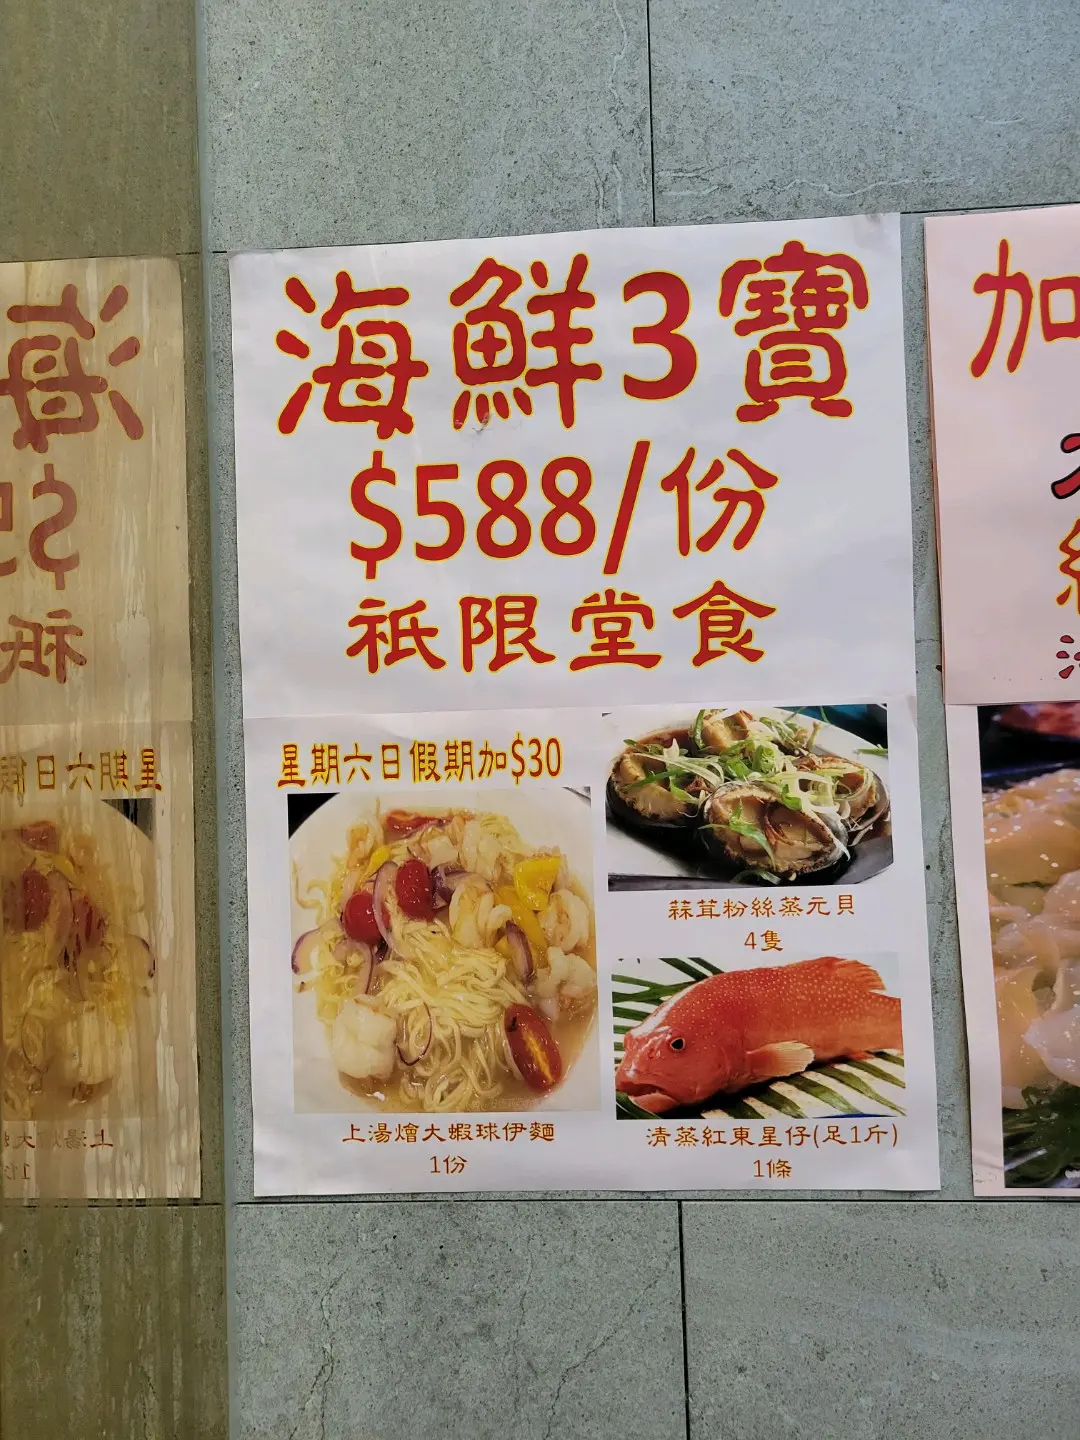 海鮮3寶
$588/份
祇限堂食
星期六日假期加$30
蒜茸粉絲蒸元貝
4隻
上湯燴大蝦球伊麵
1份
清蒸紅東星仔(足1斤)
1條
加